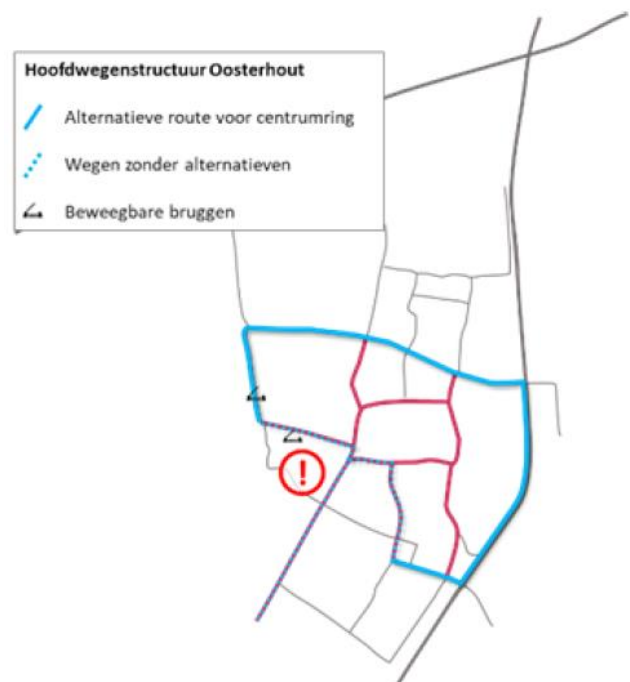 Hoofdwegenstructuur Oosterhout
Alternatieve route voor centrumring
Wegen zonder alternatieven
Beweegbare bruggen
!